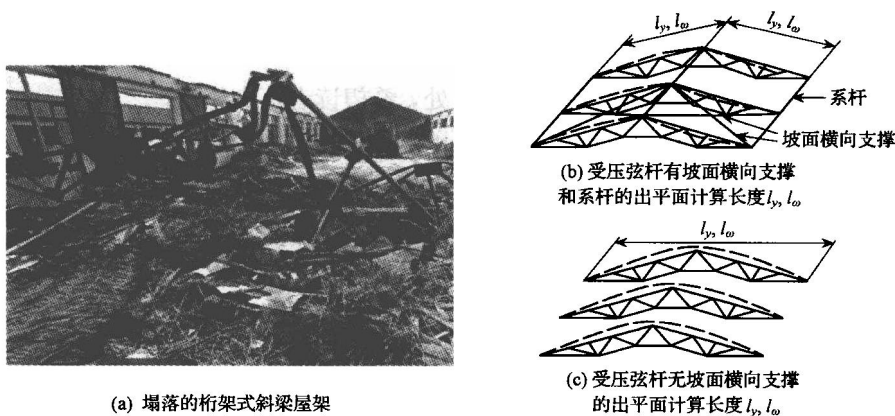 (a) 塌落的桁架式斜梁屋架
l_y, l_ω
l_y, l_ω
系杆
坡面横向支撑
(b) 受压弦杆有坡面横向支撑
和系杆的出平面计算长度l_y, l_ω
l_y, l_ω
(c) 受压弦杆无坡面横向支撑
的出平面计算长度l_y, l_ω